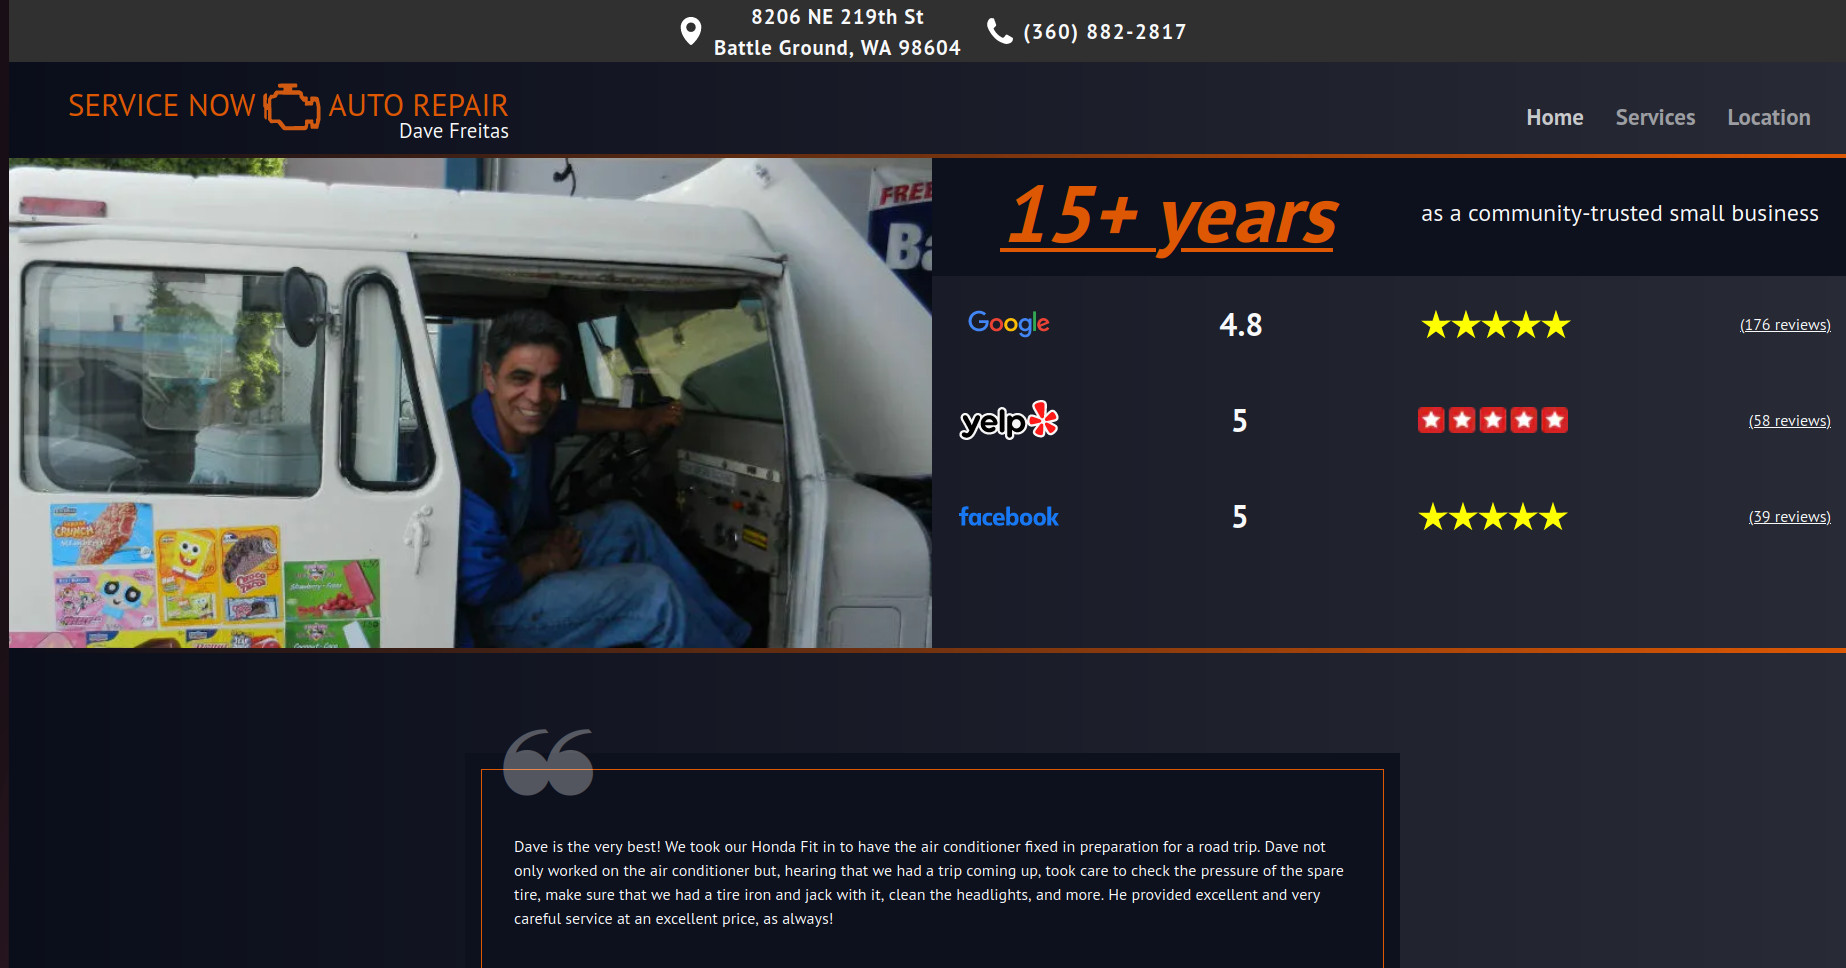 8206 NE 219th St
Battle Ground, WA 98604
(360) 882-2817
SERVICE NOW AUTO REPAIR
Dave Freitas
Home Services Location
FREE
Ba
15+ years as a community-trusted small business
Google 4.8 (176 reviews)
yelp 5 (58 reviews)
facebook 5 (39 reviews)
CRUNCH
Dave is the very best! We took our Honda Fit in to have the air conditioner fixed in preparation for a road trip. Dave not
only worked on the air conditioner but, hearing that we had a trip coming up, took care to check the pressure of the spare
tire, make sure that we had a tire iron and jack with it, clean the headlights, and more. He provided excellent and very
careful service at an excellent price, as always!